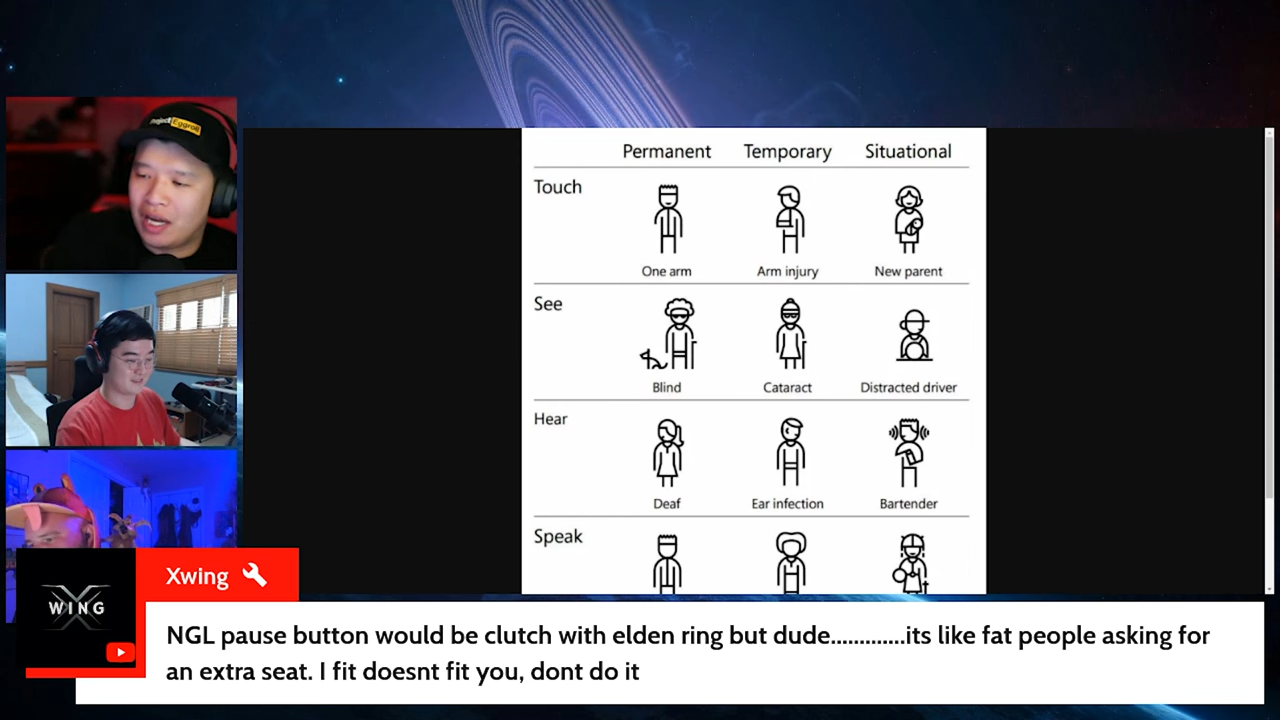 Project Eggroll
Permanent Temporary Situational
Touch
One arm Arm injury New parent
See
Blind Cataract Distracted driver
Hear
Deaf Ear infection Bartender
Speak
X
WING
Xwing
NGL pause button would be clutch with elden ring but dude............its like fat people asking for
an extra seat. I fit doesnt fit you, dont do it